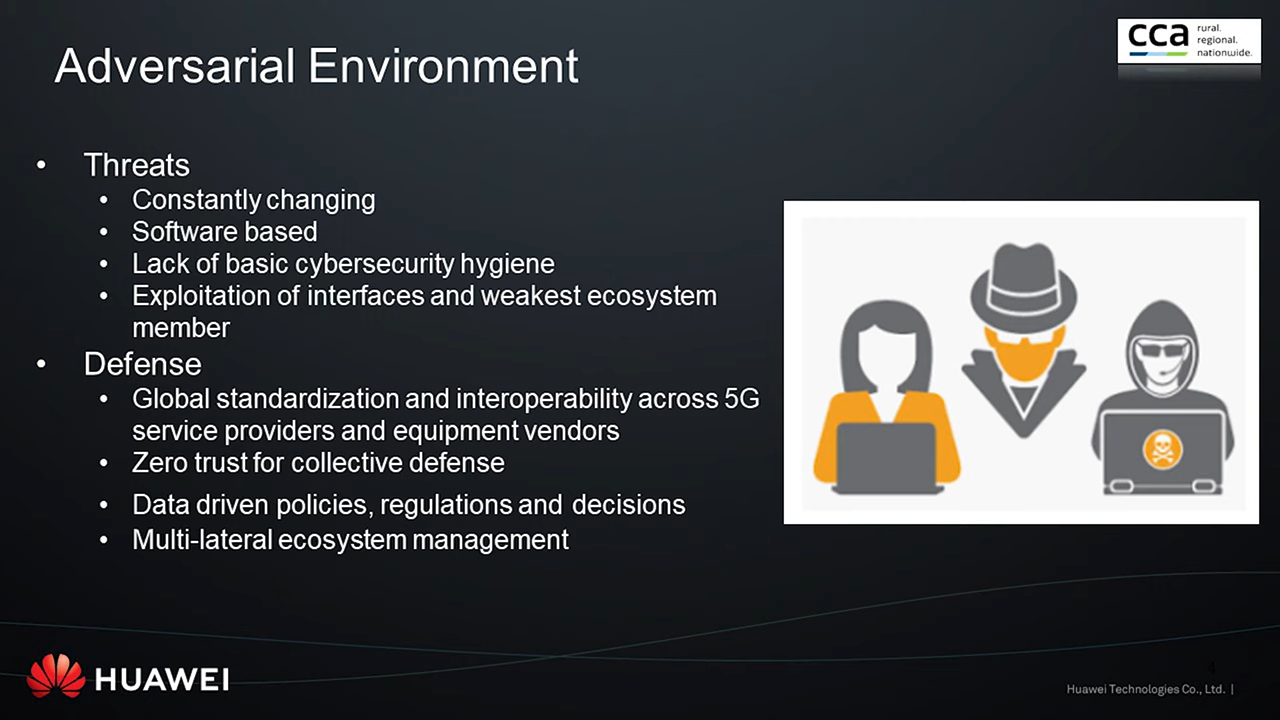 Adversarial Environment
cca
rural.
regional.
nationwide.
• Threats
• Constantly changing
• Software based
• Lack of basic cybersecurity hygiene
• Exploitation of interfaces and weakest ecosystem
member
• Defense
• Global standardization and interoperability across 5G
service providers and equipment vendors
• Zero trust for collective defense
• Data driven policies, regulations and decisions
• Multi-lateral ecosystem management
HUAWEI
4
Huawei Technologies Co., Ltd. |